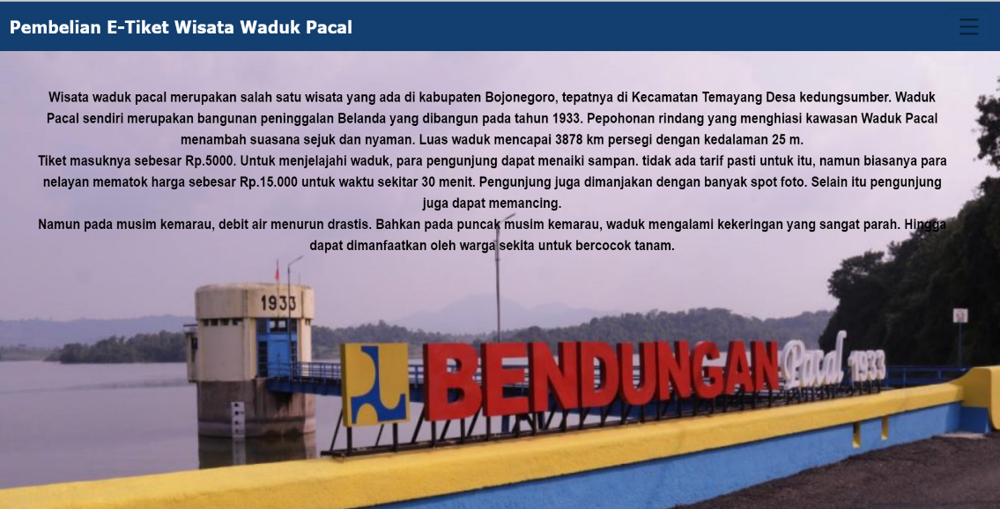 Pembelian E-Tiket Wisata Waduk Pacal
Wisata waduk pacal merupakan salah satu wisata yang ada di kabupaten Bojonegoro, tepatnya di Kecamatan Temayang Desa kedungsumber. Waduk
Pacal sendiri merupakan bangunan peninggalan Belanda yang dibangun pada tahun 1933. Pepohonan rindang yang menghiasi kawasan Waduk Pacal
menambah suasana sejuk dan nyaman. Luas waduk mencapai 3878 km persegi dengan kedalaman 25 m.
Tiket masuknya sebesar Rp.5000. Untuk menjelajahi waduk, para pengunjung dapat menaiki sampan. tidak ada tarif pasti untuk itu, namun biasanya para
nelayan mematok harga sebesar Rp.15.000 untuk waktu sekitar 30 menit. Pengunjung juga dimanjakan dengan banyak spot foto. Selain itu pengunjung
juga dapat memancing.
Namun pada musim kemarau, debit air menurun drastis. Bahkan pada puncak musim kemarau, waduk mengalami kekeringan yang sangat parah. Hingga
dapat dimanfaatkan oleh warga sekita untuk bercocok tanam.
1933
BENDUNGAN Pacal 1933